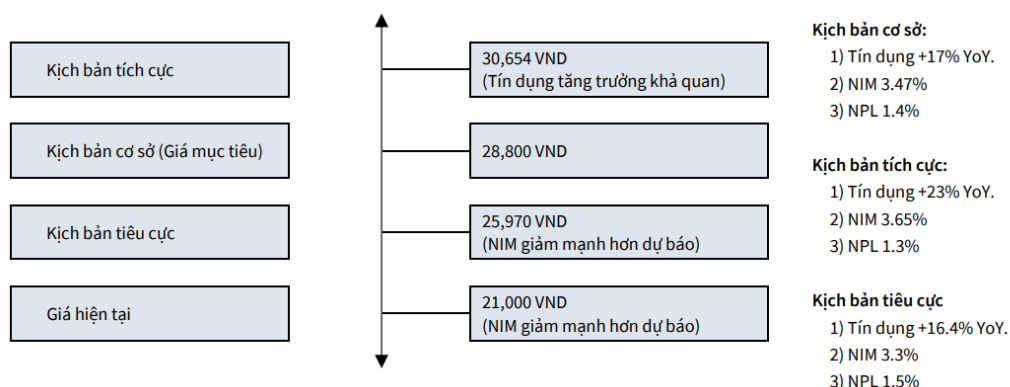 Kịch bản tích cực
30,654 VND
(Tín dụng tăng trưởng khả quan)
Kịch bản cơ sở (Giá mục tiêu)
28,800 VND
Kịch bản tiêu cực
25,970 VND
(NIM giảm mạnh hơn dự báo)
Giá hiện tại
21,000 VND
(NIM giảm mạnh hơn dự báo)
Kịch bản cơ sở:
1) Tín dụng +17% YoY.
2) NIM 3.47%
3) NPL 1.4%
Kịch bản tích cực:
1) Tín dụng +23% YoY.
2) NIM 3.65%
3) NPL 1.3%
Kịch bản tiêu cực
1) Tín dụng +16.4% YoY.
2) NIM 3.3%
3) NPL 1.5%